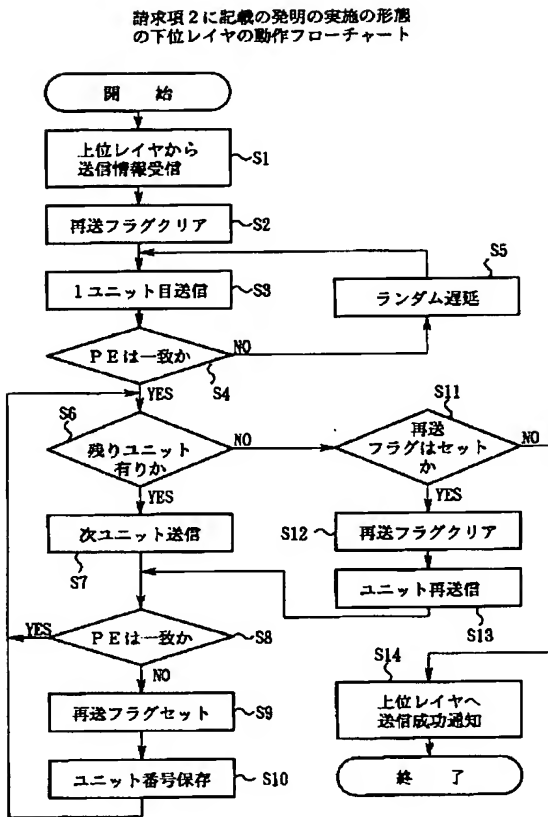 請求項2に記載の発明の実施の形態
の下位レイヤの動作フローチャート
開 始
上位レイヤから
送信情報受信
S1
再送フラグクリア
S2
S5
1ユニット目送信
S3
ランダム遅延
PEは一致か
NO
S4
YES
S11
S6
残りユニット
有りか
NO
再送
フラグはセット
か
NO
YES
YES
次ユニット送信
S7
S12
再送フラグクリア
ユニット再送信
S13
YES
PEは一致か
S8
NO
S14
再送フラグセット
S9
上位レイヤへ
送信成功通知
ユニット番号保存
S10
終 了